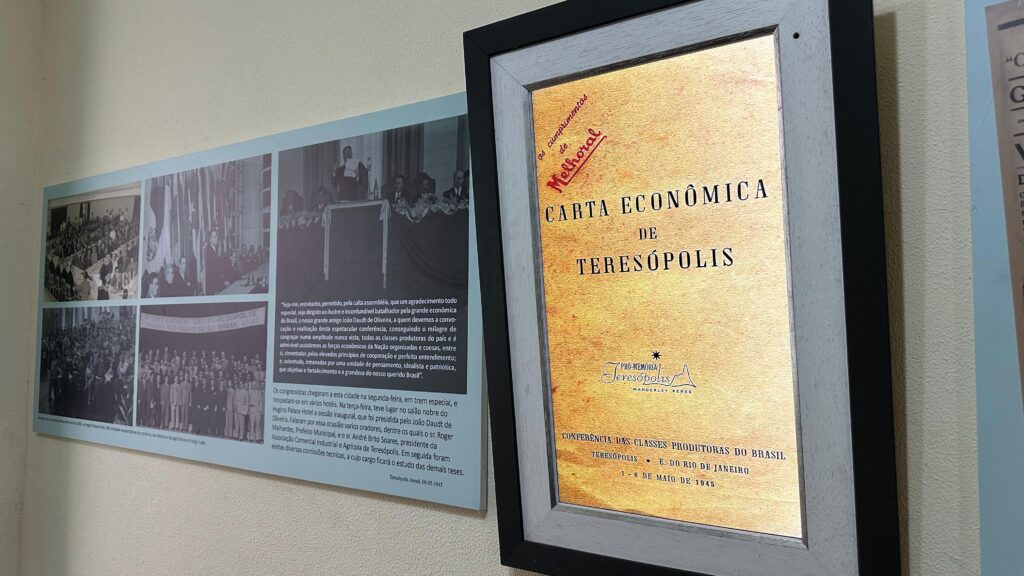 "Seja-me, entretanto, permitido, pela culta assembléia, que um agradecimento todo
especial, seja dirigido ao ilustre e inconfundível batalhador pela grande econômica
do Brasil, o nosso grande amigo João Daudt de Oliveira, a quem devemos a convo-
cação e realização desta espetacular conferência, conseguindo o milagre de
congraçar numa amplitude nunca vista, todas as classes produtoras do país e é
admirável assistirmos as forças econômicas da Nação organizadas e coesas, entre
si, cimentadas pelos elevados princípios de cooperação e perfeito entendimento;
e, sobretudo, irmanadas por uma unidade de pensamento, idealista e patriótica,
que objetiva o fortalecimento e a grandeza do nosso querido Brasil".
Os congressistas chegaram a esta cidade na segunda-feira, em trem especial, e
hospedam-se em vários hotéis. Na terça-feira, teve lugar no salão nobre do
Higino Palace Hotel a sessão inaugural, que foi presidida pelo João Daudt de
Oliveira. Falaram por essa ocasião varios oradores, dentre os quais o sr. Roger
Malhardes, Prefeito Municipal, e o sr. André Brito Soares, presidente da
Associação Comercial Industrial e Agrícola de Teresópolis. Em seguida foram
eleitas diversas comissões tecnicas, a cujo cargo ficará o estudo das demais teses.
Teresópolis Jornal, 06-05-1945
os cumprimentos
de
Melhoral
CARTA ECONÔMICA
DE
TERESÓPOLIS
PRO-MEMÓRIA
Teresópolis
WANDERLEY PERES
CONFERÊNCIA DAS CLASSES PRODUTORAS DO BRASIL
TERESÓPOLIS • E. DO RIO DE JANEIRO
1 - 6 DE MAIO DE 1945